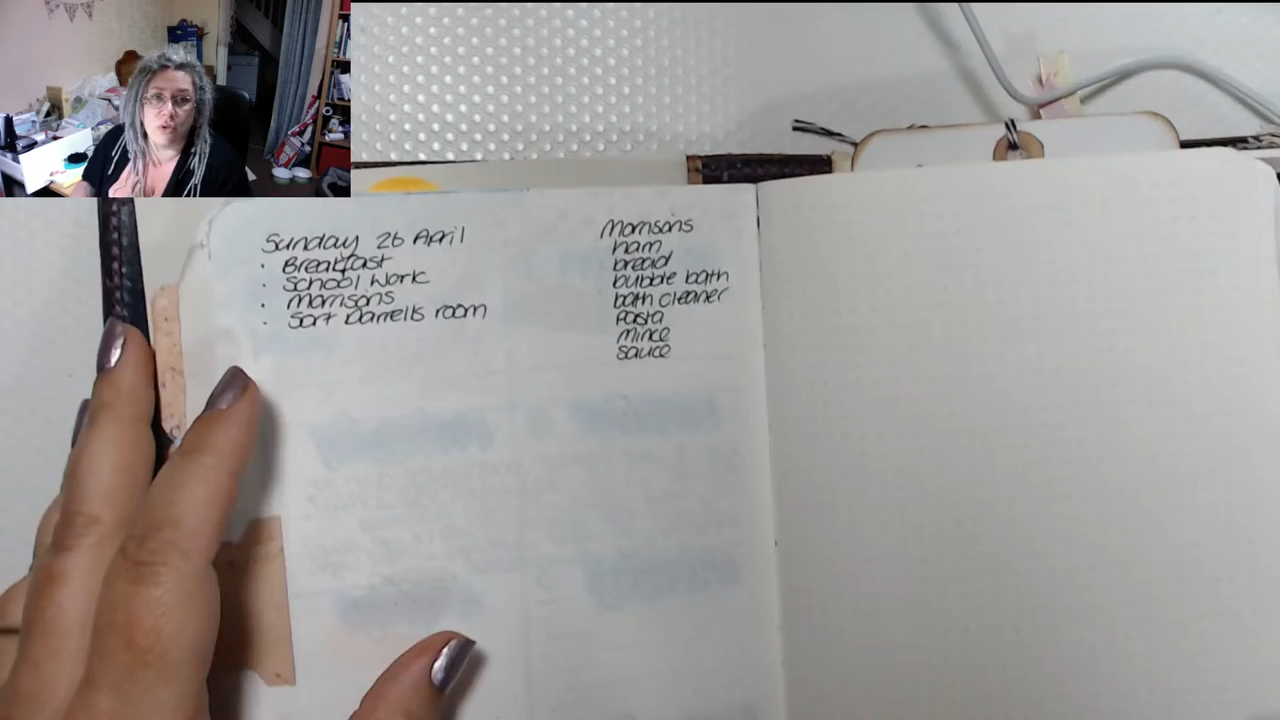 Sunday 26 April
• Breakfast
• School Work
• Morrisons
• Sort Darrells room
Morrisons
ham
bread
bubble bath
bath cleaner
Pasta
Mince
sauce